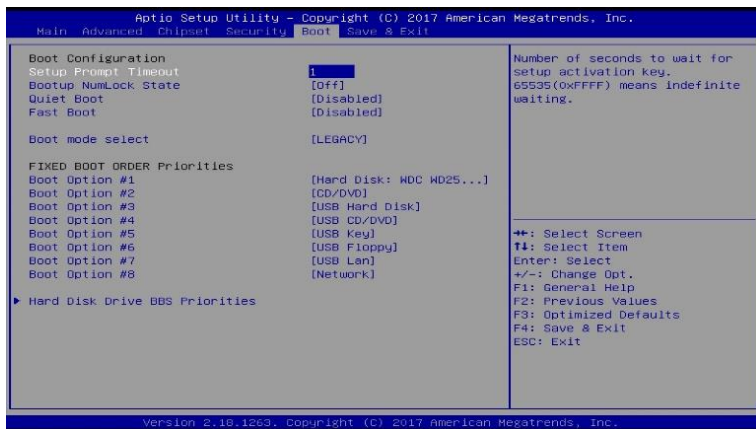 Aptio Setup Utility – Copyright (C) 2017 American Megatrends, Inc.
Main Advanced Chipset Security Boot Save & Exit
Boot Configuration
Setup Prompt Timeout 1
Bootup NumLock State [Off]
Quiet Boot [Disabled]
Fast Boot [Disabled]
Boot mode select [LEGACY]
FIXED BOOT ORDER Priorities
Boot Option #1 [Hard Disk: WDC WD25...]
Boot Option #2 [CD/DVD]
Boot Option #3 [USB Hard Disk]
Boot Option #4 [USB CD/DVD]
Boot Option #5 [USB Key]
Boot Option #6 [USB Floppy]
Boot Option #7 [USB Lan]
Boot Option #8 [Network]
Hard Disk Drive BBS Priorities
Number of seconds to wait for
setup activation key.
65535(0xFFFF) means indefinite
waiting.
→←: Select Screen
↑↓: Select Item
Enter: Select
+/-: Change Opt.
F1: General Help
F2: Previous Values
F3: Optimized Defaults
F4: Save & Exit
ESC: Exit
Version 2.18.1263. Copyright (C) 2017 American Megatrends, Inc.